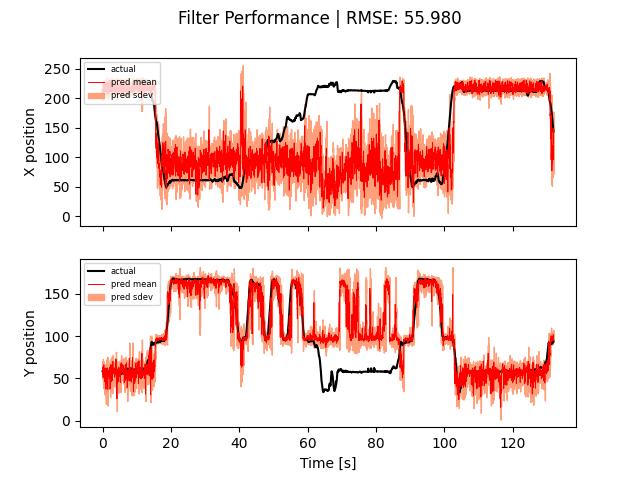 Filter Performance | RMSE: 55.980
250
200
150
100
50
0
X position
actual
pred mean
pred sdev
150
100
50
0
Y position
actual
pred mean
pred sdev
0 20 40 60 80 100 120
Time [s]